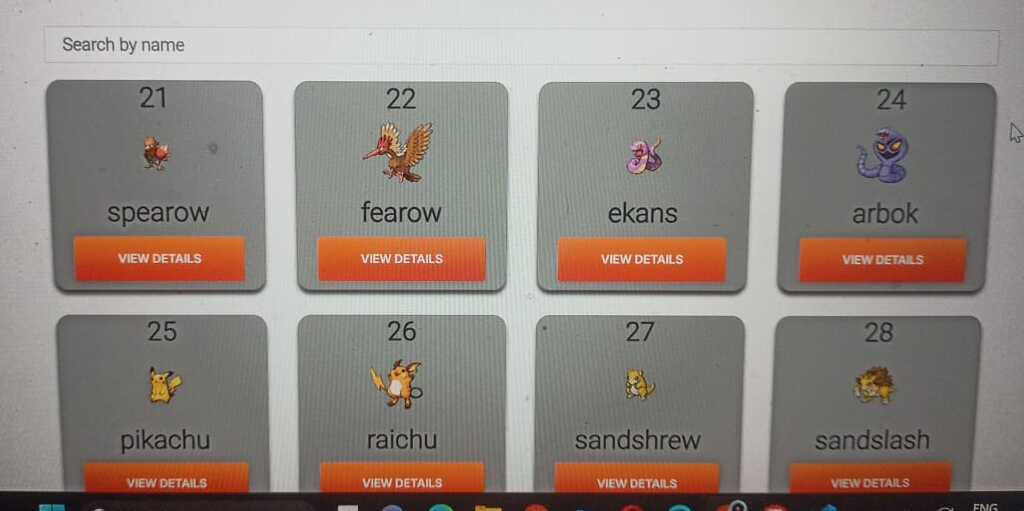 Search by name
21 22 23 24
spearow fearow ekans arbok
VIEW DETAILS VIEW DETAILS VIEW DETAILS VIEW DETAILS
25 26 27 28
pikachu raichu sandshrew sandslash
VIEW DETAILS VIEW DETAILS VIEW DETAILS VIEW DETAILS
ENG